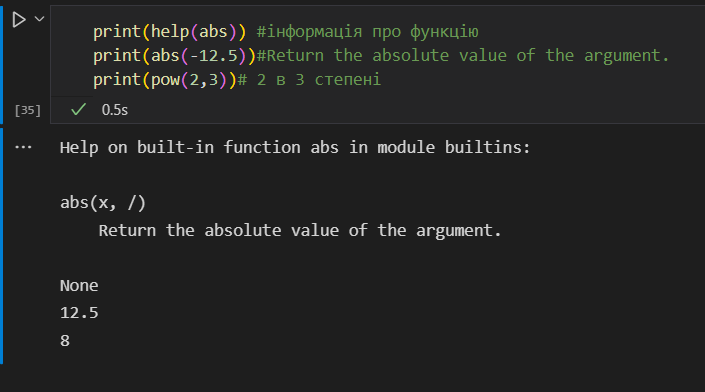 print(help(abs)) #інформація про функцію
print(abs(-12.5))#Return the absolute value of the argument.
print(pow(2,3))# 2 в 3 степені
[35] ✓ 0.5s
... Help on built-in function abs in module builtins:
abs(x, /)
    Return the absolute value of the argument.
None
12.5
8